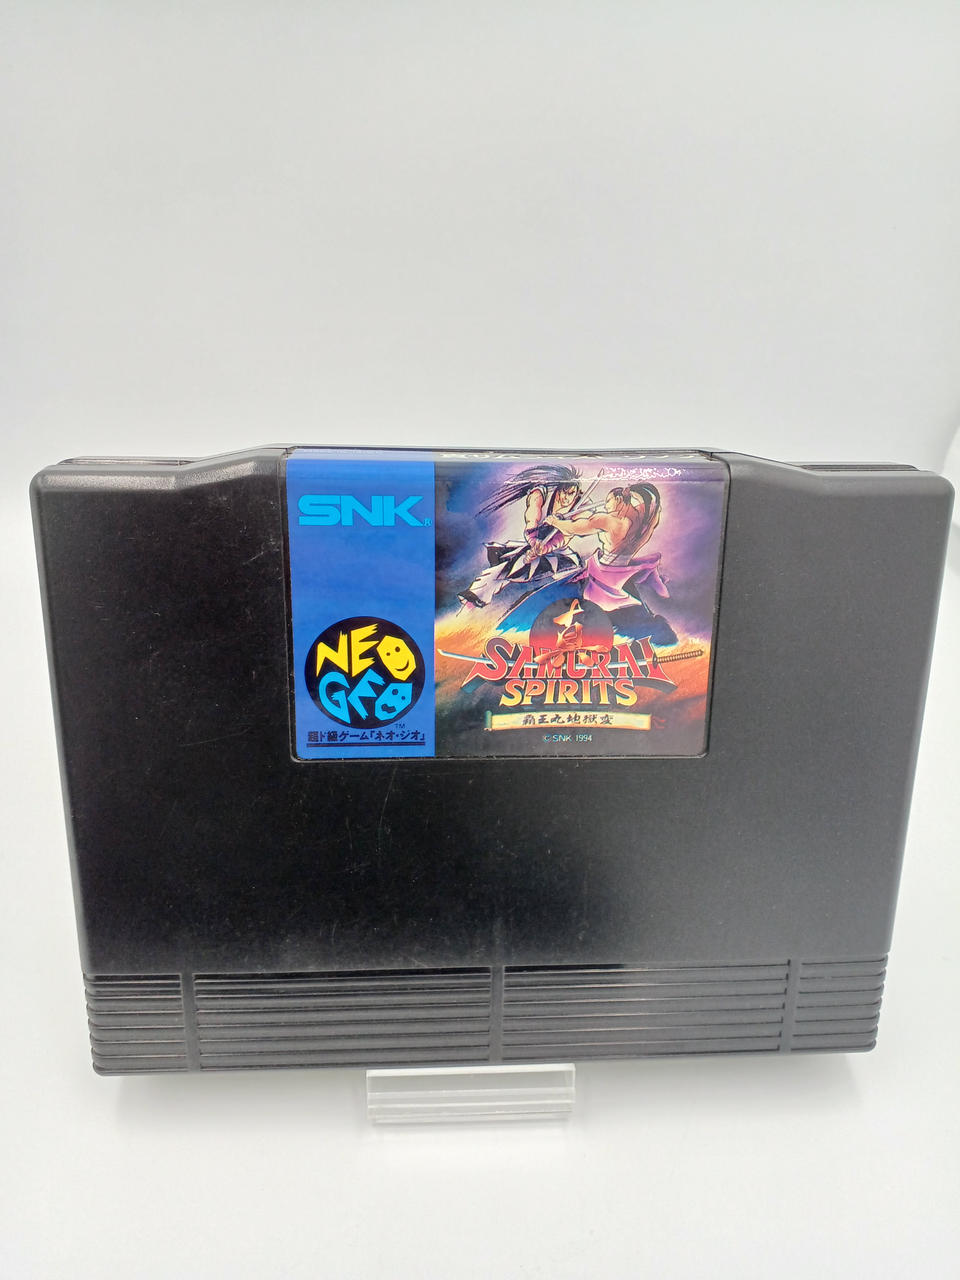 SNK®
NEO
GEO
TM
超ド級ゲーム「ネオ・ジオ」
SAMURAI
TM
SPIRITS
覇王丸地獄変
©SNK 1994